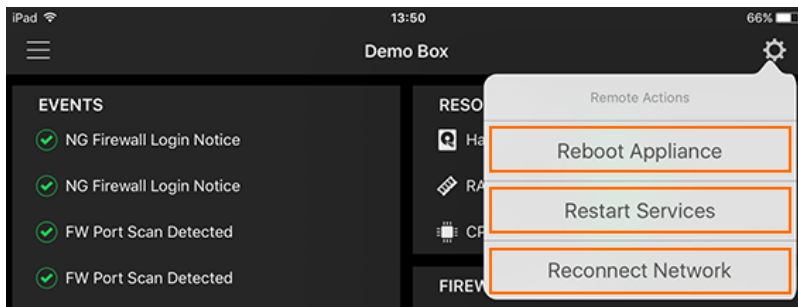 iPad 13:50 66%
Demo Box
EVENTS
NG Firewall Login Notice
NG Firewall Login Notice
FW Port Scan Detected
FW Port Scan Detected
RESO
Ha
RA
CP
FIREW
Remote Actions
Reboot Appliance
Restart Services
Reconnect Network